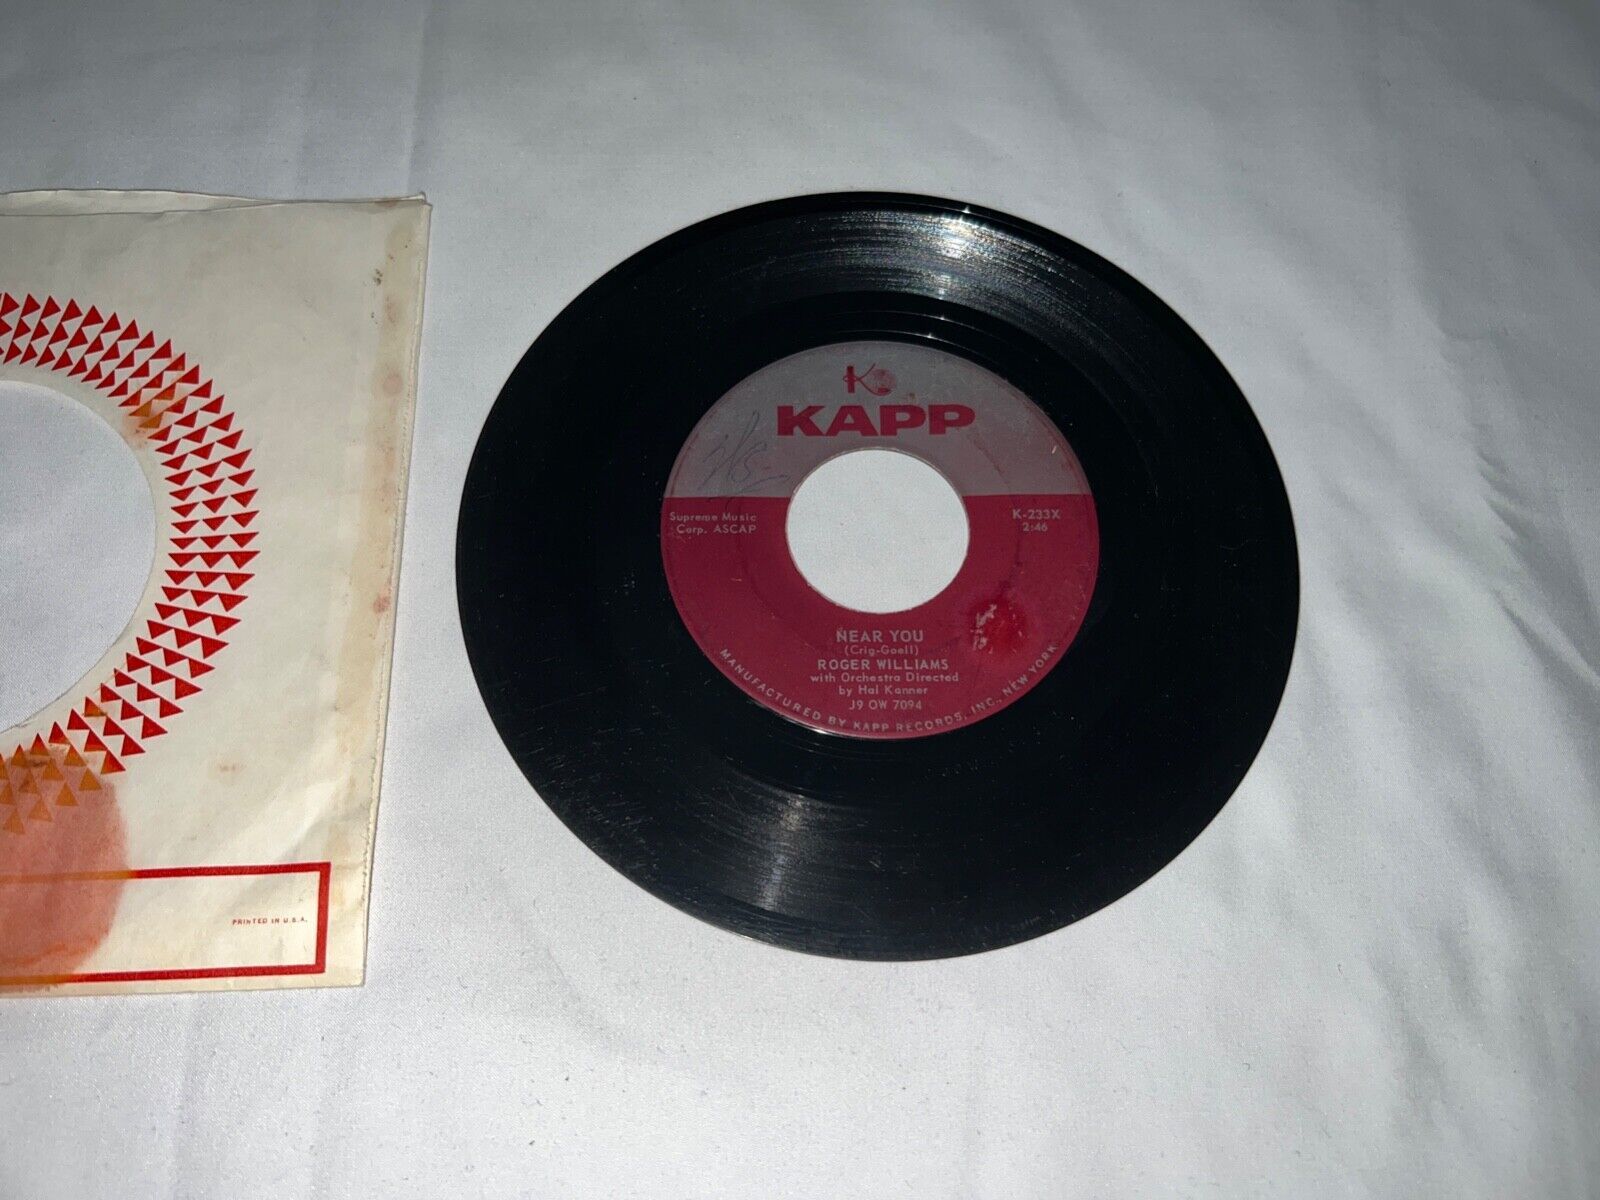 K
KAPP
Supreme Music
Corp. ASCAP
K-233X
2:46
NEAR YOU
(Crig-Goell)
ROGER WILLIAMS
with Orchestra Directed
by Hal Kanner
J9 OW 7094
MANUFACTURED BY KAPP RECORDS, INC., NEW YORK
PRINTED IN U.S.A.